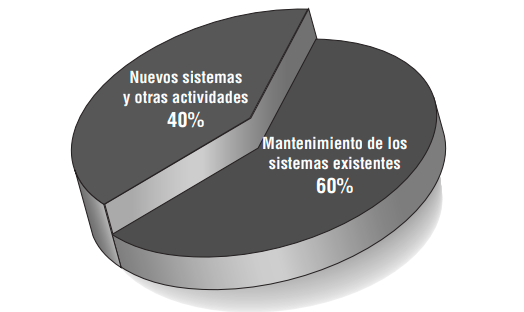 Nuevos sistemas
y otras actividades
40%
Mantenimiento de los
sistemas existentes
60%